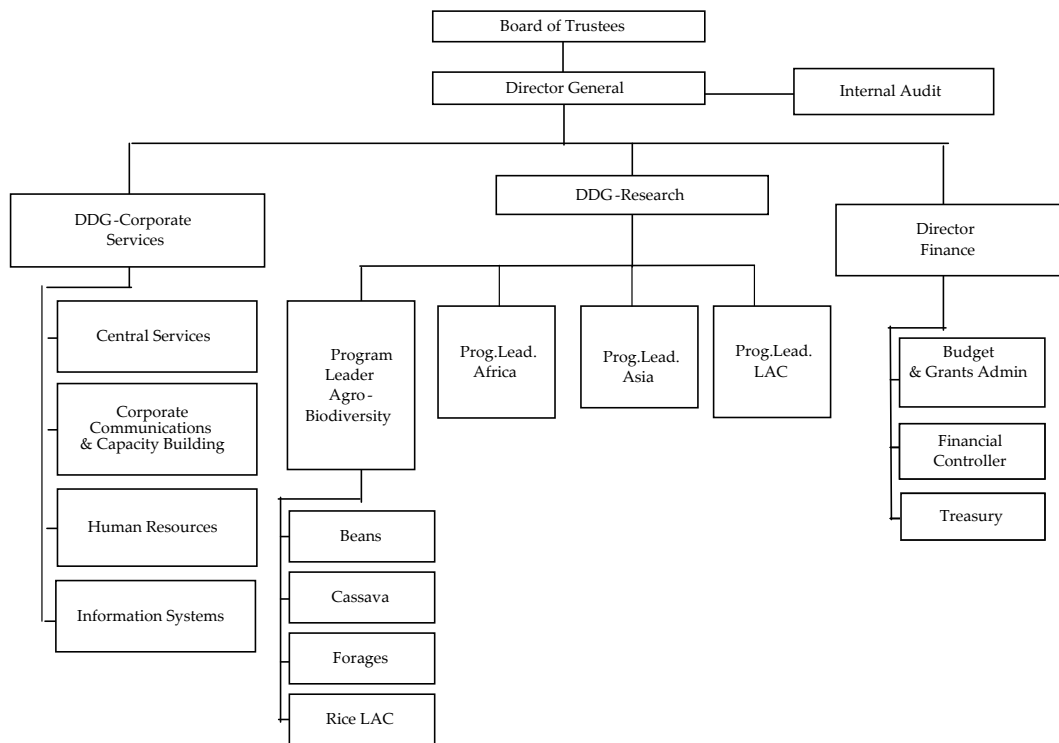 Board of Trustees
Director General
Internal Audit
DDG-Corporate
Services
DDG-Research
Director
Finance
Central Services
Corporate
Communications
& Capacity Building
Human Resources
Information Systems
Program
Leader
Agro-
Biodiversity
Prog.Lead.
Africa
Prog.Lead.
Asia
Prog.Lead.
LAC
Beans
Cassava
Forages
Rice LAC
Budget
& Grants Admin
Financial
Controller
Treasury